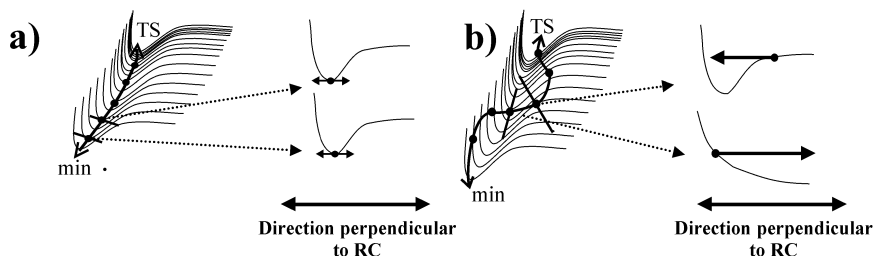 a)
TS
min .
Direction perpendicular
to RC
b)
TS
min
Direction perpendicular
to RC